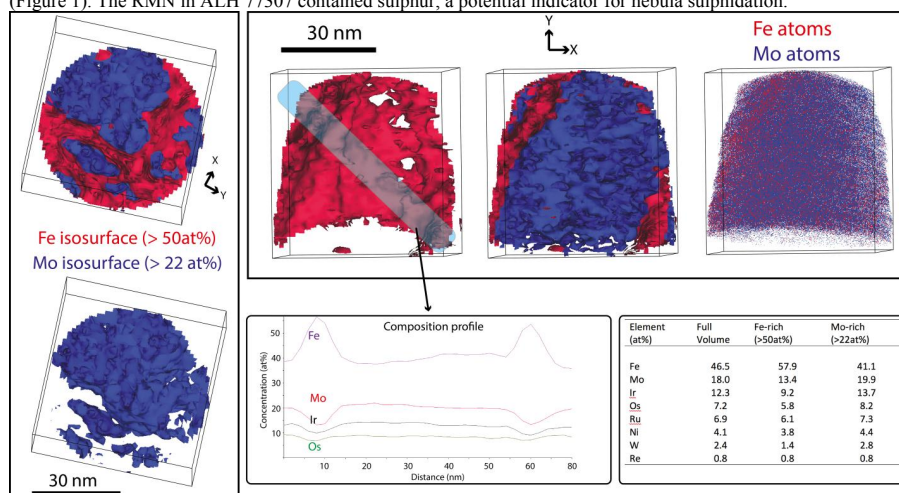 (Figure 1). The RMN in ALH 77307 contained sulphur, a potential indicator for nebula sulphidation.
30 nm
Y
X
Fe atoms
Mo atoms
X
Y
Fe isosurface (> 50at%)
Mo isosurface (> 22 at%)
30 nm
Composition profile
Fe
Mo
Ir
Os
Concentration (at%)
50
40
30
20
10
10 20 30 40 50 60 70 80
Distance (nm)
Element Full Fe-rich Mo-rich
(at%) Volume (>50at%) (>22at%)
Fe 46.5 57.9 41.1
Mo 18.0 13.4 19.9
Ir 12.3 9.2 13.7
Os 7.2 5.8 8.2
Ru 6.9 6.1 7.3
Ni 4.1 3.8 4.4
W 2.4 1.4 2.8
Re 0.8 0.8 0.8